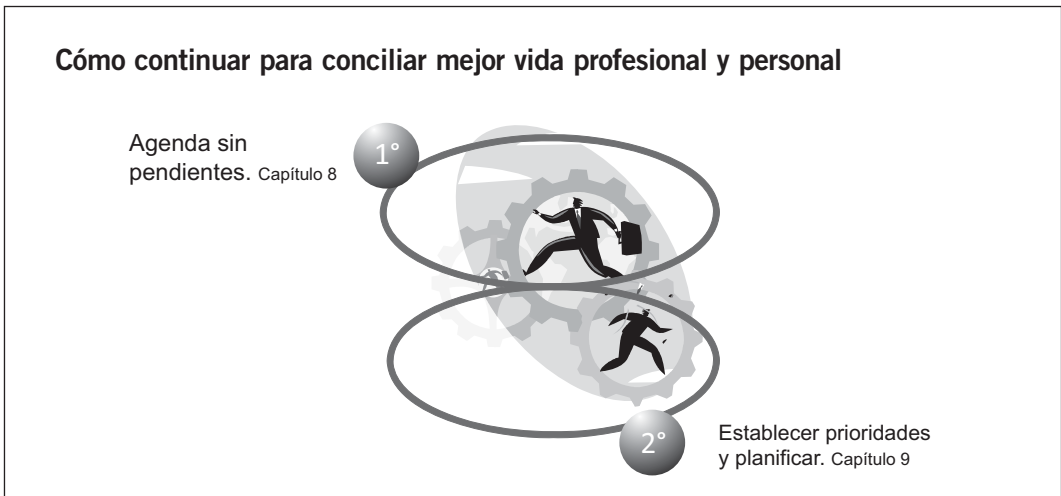 Cómo continuar para conciliar mejor vida profesional y personal
Agenda sin
pendientes. Capítulo 8
1°
2°
Establecer prioridades
y planificar. Capítulo 9